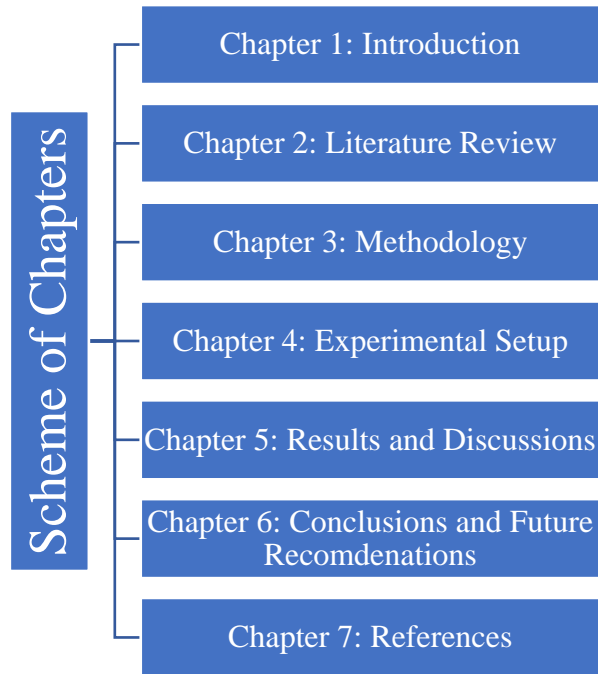 Scheme of Chapters
Chapter 1: Introduction
Chapter 2: Literature Review
Chapter 3: Methodology
Chapter 4: Experimental Setup
Chapter 5: Results and Discussions
Chapter 6: Conclusions and Future
Recomdenations
Chapter 7: References